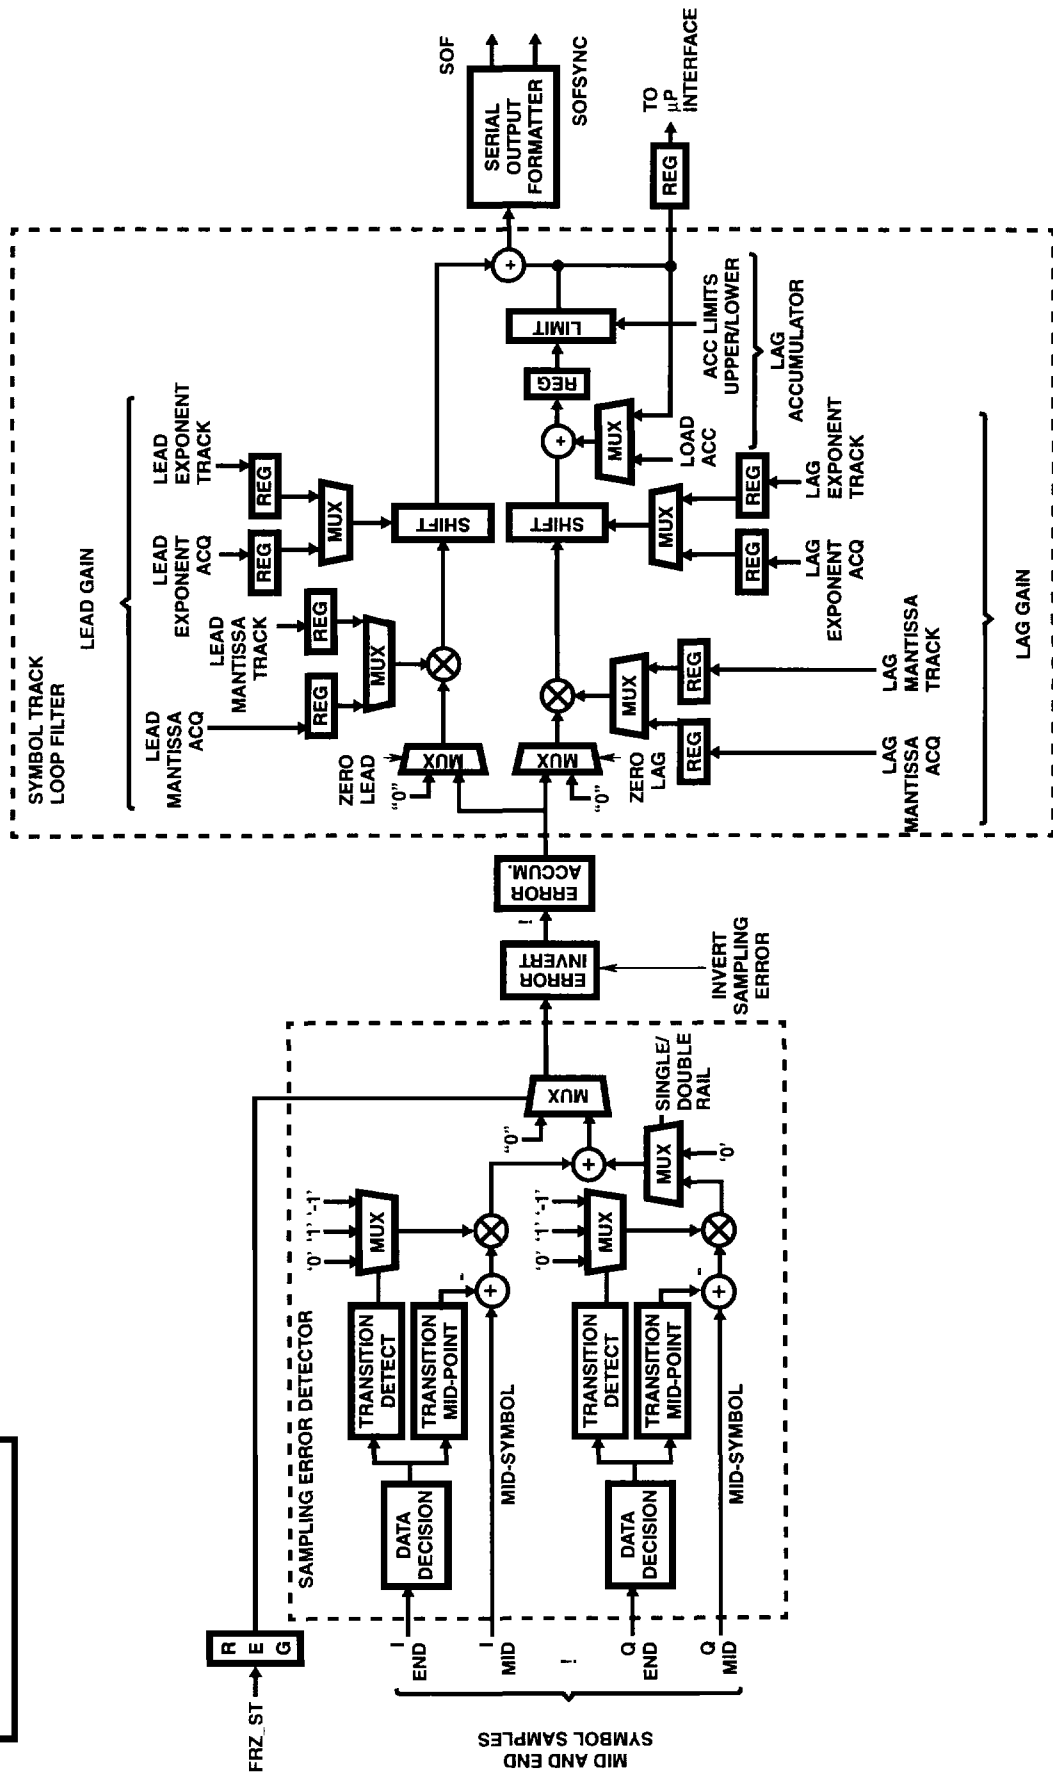 FRZ_ST
R E G
MID AND END
SYMBOL SAMPLES
I
END
I
MID
Q
END
Q
MID
SAMPLING ERROR DETECTOR
DATA
DECISION
TRANSITION
DETECT
TRANSITION
MID-POINT
MID-SYMBOL
'0' '1' '-1'
MUX
+
-
DATA
DECISION
TRANSITION
DETECT
TRANSITION
MID-POINT
MID-SYMBOL
'0' '1' '-1'
MUX
+
-
MUX
'0'
SINGLE/
DOUBLE
RAIL
+
"0"
MUX
ERROR
INVERT
INVERT
SAMPLING
ERROR
ERROR
ACCUM.
SYMBOL TRACK
LOOP FILTER
LEAD GAIN
LEAD
MANTISSA
ACQ
LEAD
MANTISSA
TRACK
LEAD
EXPONENT
ACQ
LEAD
EXPONENT
TRACK
REG
REG
REG
REG
MUX
MUX
ZERO
LEAD
"0"
MUX
SHIFT
"0"
MUX
ZERO
LAG
SHIFT
+
REG
LIMIT
+
MUX
LOAD
ACC
ACC LIMITS
UPPER/LOWER
LAG
ACCUMULATOR
MUX
REG
REG
LAG
MANTISSA
ACQ
LAG
MANTISSA
TRACK
MUX
REG
REG
LAG
EXPONENT
ACQ
LAG
EXPONENT
TRACK
LAG GAIN
SERIAL
OUTPUT
FORMATTER
SOF
SOFSYNC
REG
TO
µP
INTERFACE